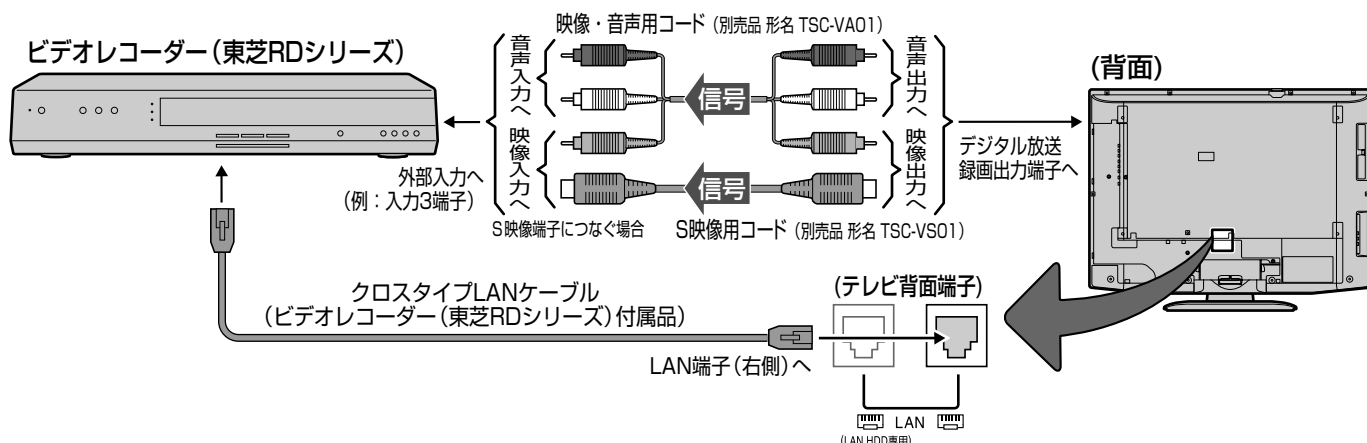 映像・音声用コード（別売品 形名 TSC-VA01）
ビデオレコーダー（東芝RDシリーズ）
音声入力へ
信号
音声出力へ
（背面）
映像入力へ
信号
映像出力へ
外部入力へ
（例：入力3端子）
デジタル放送
録画出力端子へ
S映像端子につなぐ場合
S映像用コード（別売品 形名 TSC-VS01）
クロスタイプLANケーブル
（ビデオレコーダー（東芝RDシリーズ）付属品）
（テレビ背面端子）
LAN端子（右側）へ
LAN
（LAN HDD専用）